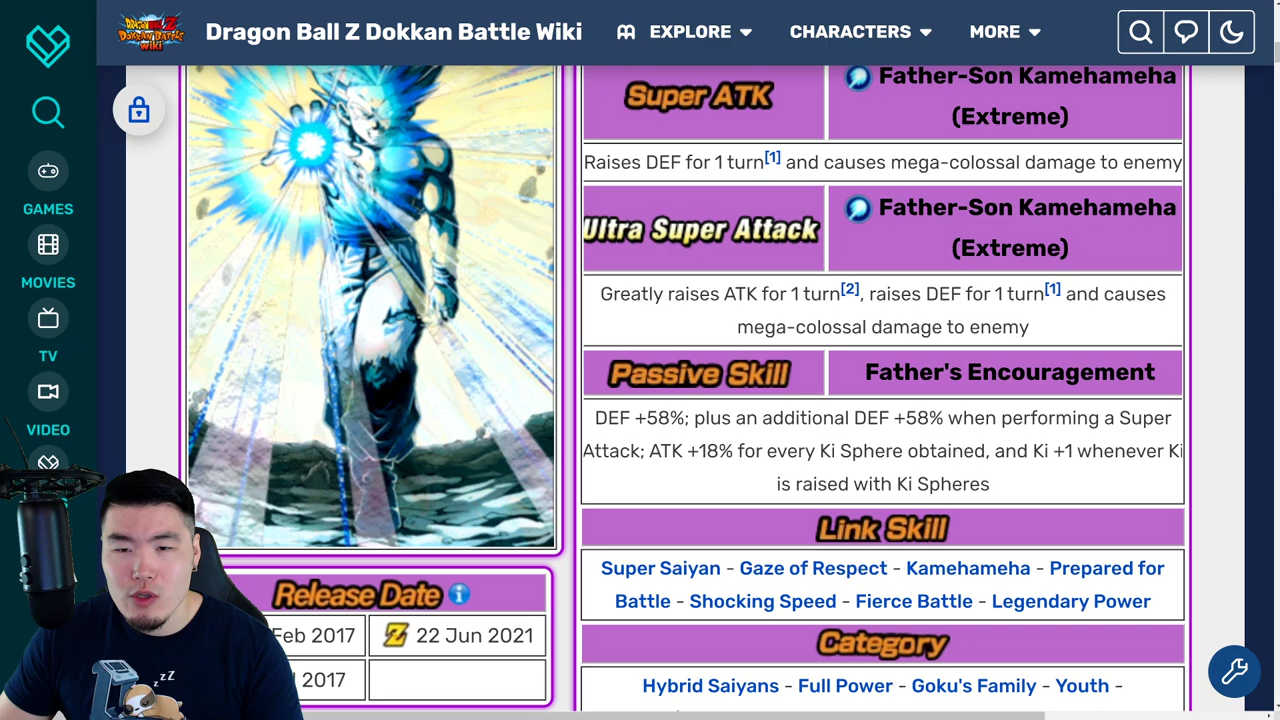 DRAGON BALL Z
DOKKAN BATTLE
WIKI
Dragon Ball Z Dokkan Battle Wiki
EXPLORE
CHARACTERS
MORE
GAMES
MOVIES
TV
VIDEO
Super ATK
Father-Son Kamehameha
(Extreme)
Raises DEF for 1 turn[1] and causes mega-colossal damage to enemy
Ultra Super Attack
Father-Son Kamehameha
(Extreme)
Greatly raises ATK for 1 turn[2], raises DEF for 1 turn[1] and causes
mega-colossal damage to enemy
Passive Skill
Father's Encouragement
DEF +58%; plus an additional DEF +58% when performing a Super
Attack; ATK +18% for every Ki Sphere obtained, and Ki +1 whenever Ki
is raised with Ki Spheres
Link Skill
Super Saiyan - Gaze of Respect - Kamehameha - Prepared for
Battle - Shocking Speed - Fierce Battle - Legendary Power
Category
Hybrid Saiyans - Full Power - Goku's Family - Youth -
Release Date
Feb 2017
Z 22 Jun 2021
2017
z Z Z